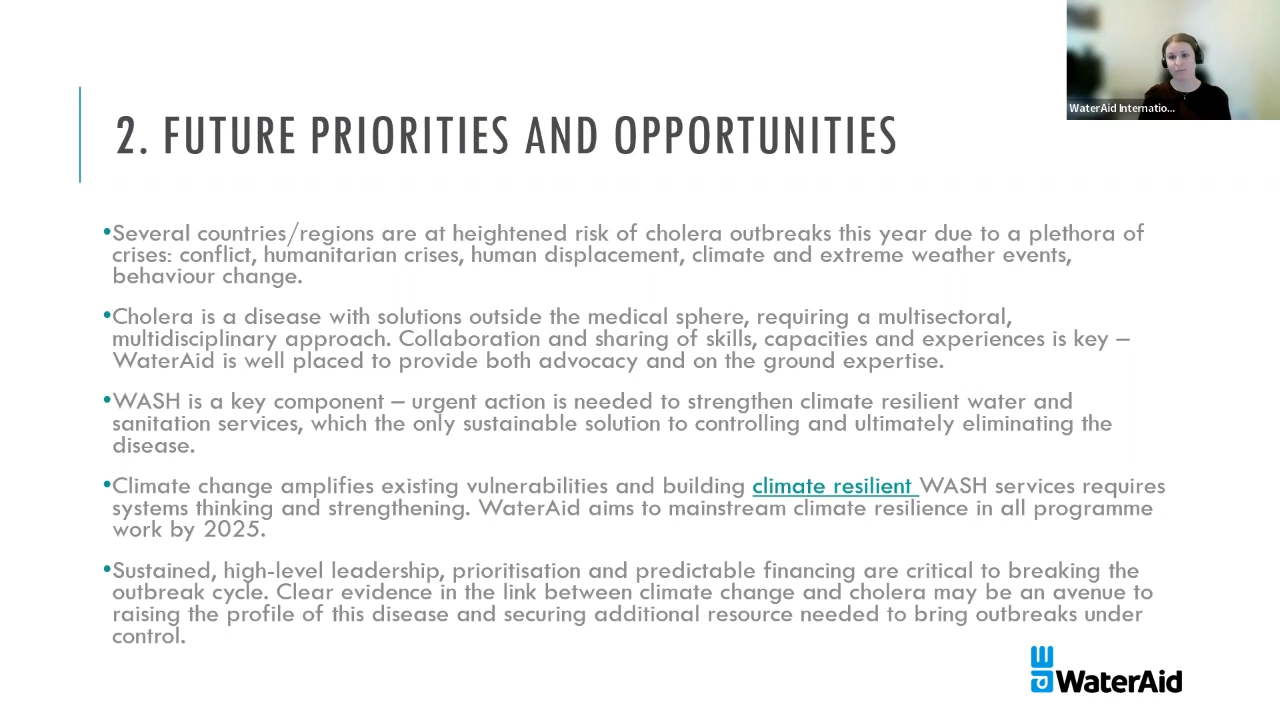 WaterAid Internatio...
2. FUTURE PRIORITIES AND OPPORTUNITIES
•Several countries/regions are at heightened risk of cholera outbreaks this year due to a plethora of
crises: conflict, humanitarian crises, human displacement, climate and extreme weather events,
behaviour change.
•Cholera is a disease with solutions outside the medical sphere, requiring a multisectoral,
multidisciplinary approach. Collaboration and sharing of skills, capacities and experiences is key –
WaterAid is well placed to provide both advocacy and on the ground expertise.
•WASH is a key component – urgent action is needed to strengthen climate resilient water and
sanitation services, which the only sustainable solution to controlling and ultimately eliminating the
disease.
•Climate change amplifies existing vulnerabilities and building climate resilient WASH services requires
systems thinking and strengthening. WaterAid aims to mainstream climate resilience in all programme
work by 2025.
•Sustained, high-level leadership, prioritisation and predictable financing are critical to breaking the
outbreak cycle. Clear evidence in the link between climate change and cholera may be an avenue to
raising the profile of this disease and securing additional resource needed to bring outbreaks under
control.
WaterAid